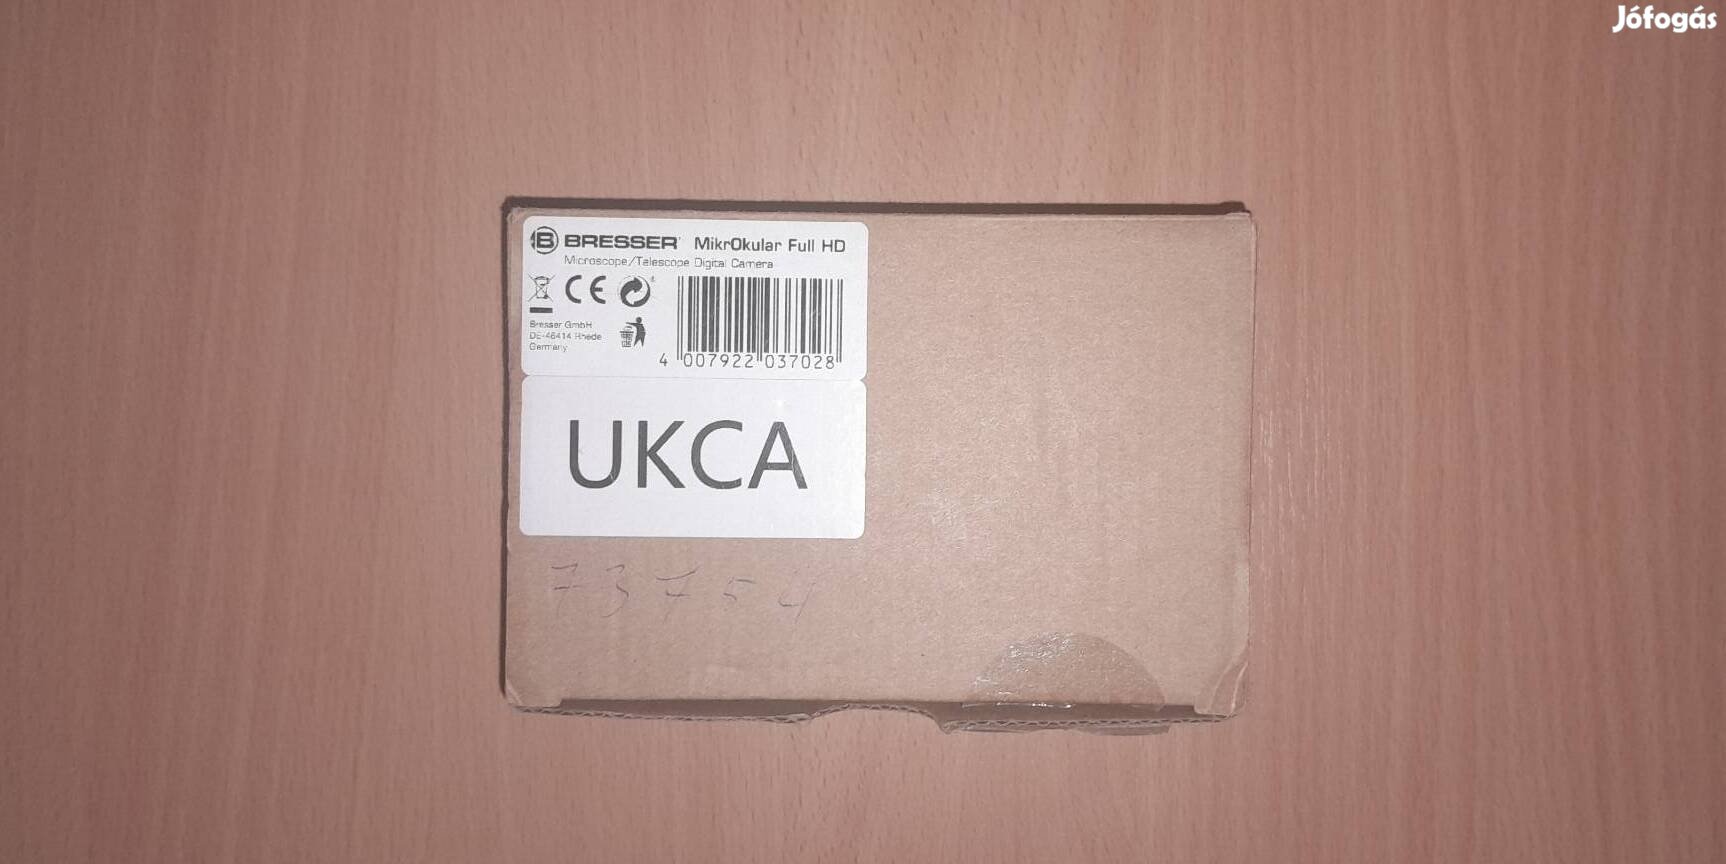 Jófogás
B BRESSER® MikrOkular Full HD
Microscope/Telescope Digital Camera
CE
Bresser GmbH
DE-46414 Rhede
Germany
4 007922 037028
UKCA
73754